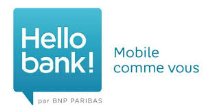 Hello
bank!
par BNP PARIBAS
Mobile
comme vous